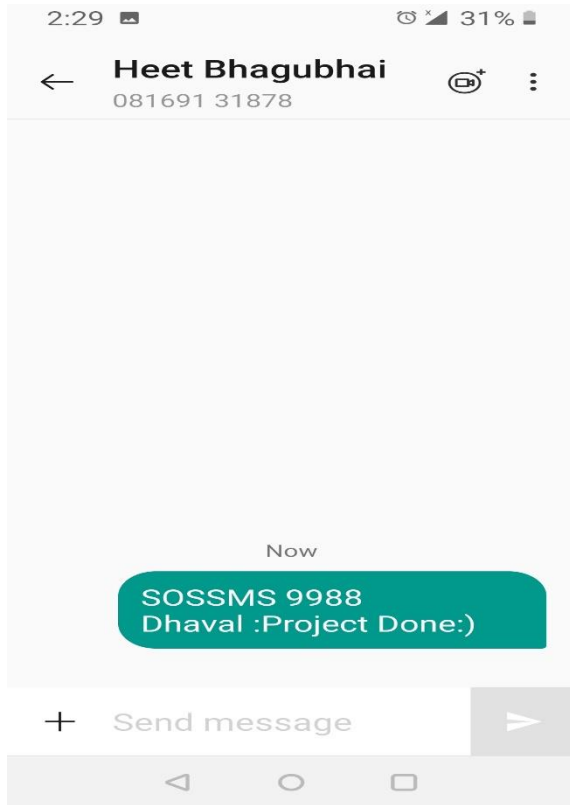 2:29
31%
Heet Bhagubhai
081691 31878
Now
SOSSMS 9988
Dhaval :Project Done:)
Send message